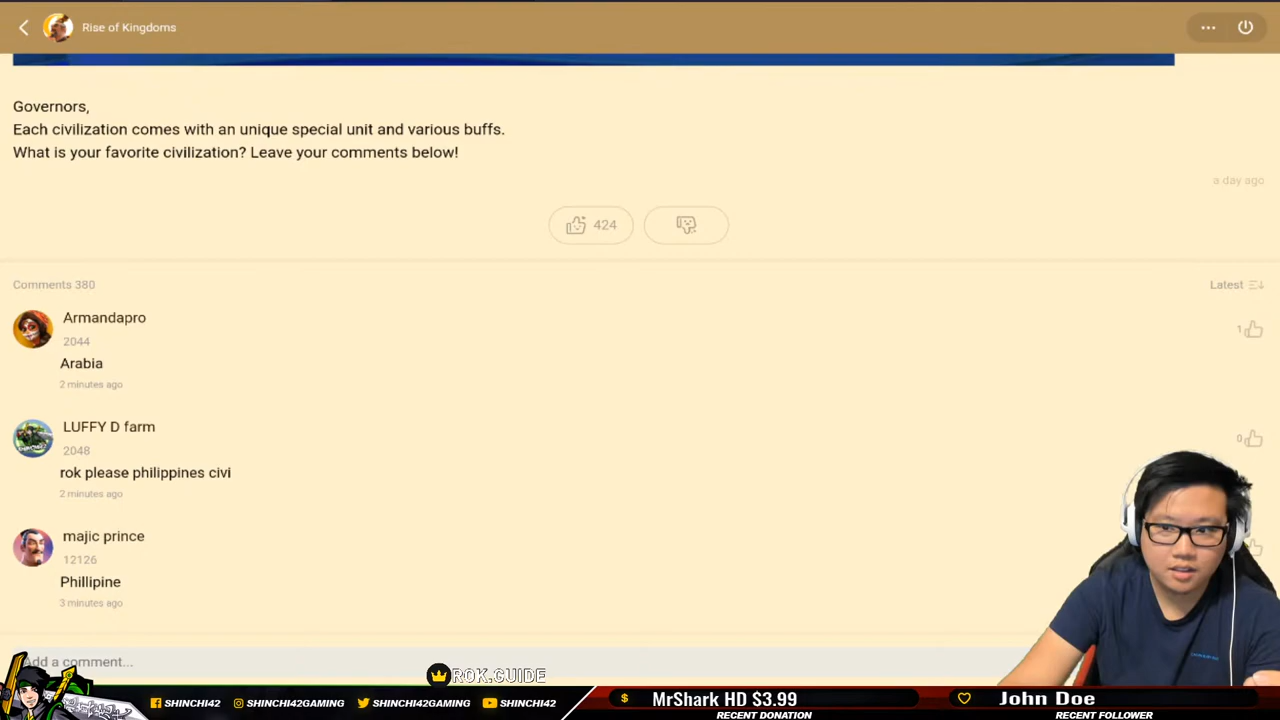 Rise of Kingdoms
Governors,
Each civilization comes with an unique special unit and various buffs.
What is your favorite civilization? Leave your comments below!
a day ago
424
Comments 380
Latest
Armandapro
2044
1
Arabia
2 minutes ago
LUFFY D farm
2048
0
rok please philippines civi
2 minutes ago
majic prince
12126
Phillipine
3 minutes ago
Add a comment...
ROK.GUIDE
SHINCHI42
SHINCHI42GAMING
SHINCHI42GAMING
SHINCHI42
$
MrShark HD $3.99
RECENT DONATION
John Doe
RECENT FOLLOWER